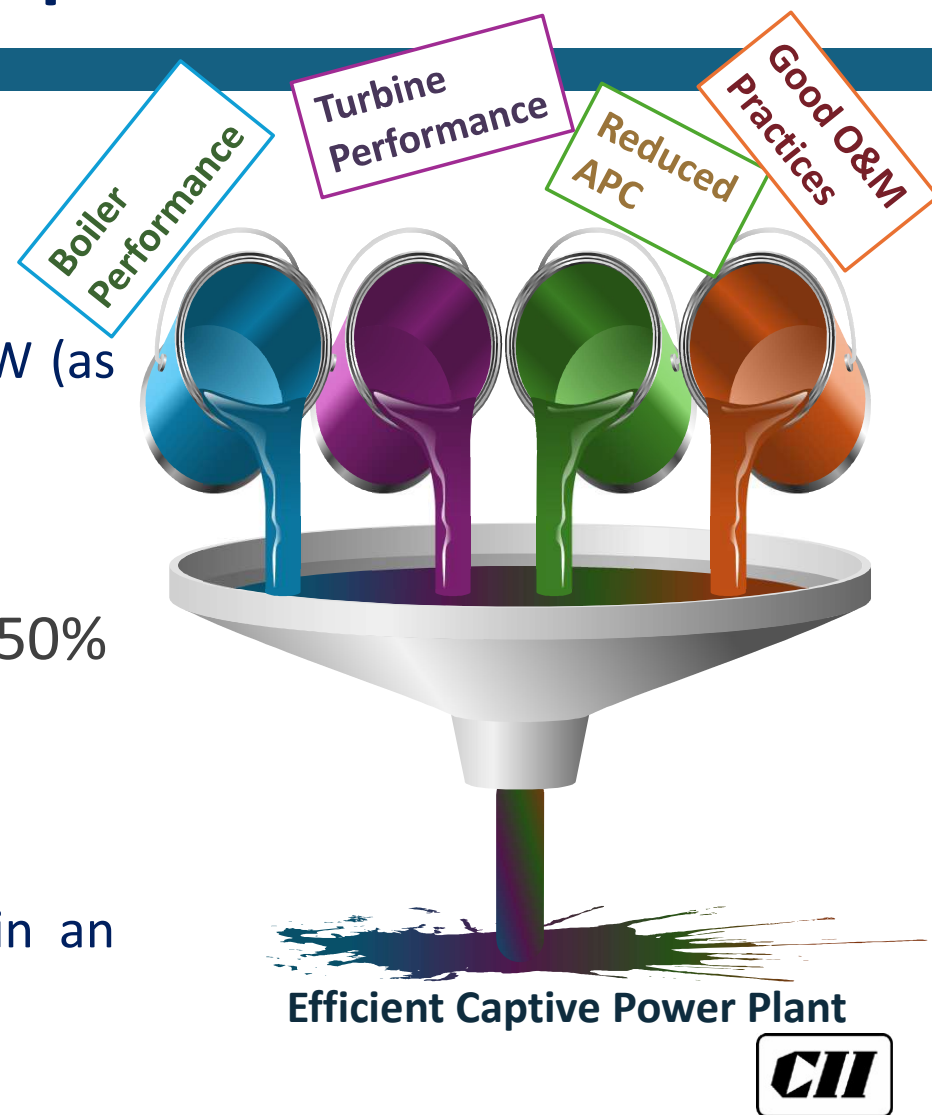 Boiler
Performance
Turbine
Performance
Reduced
APC
Good O&M
Practices
W (as
50%
in an
Efficient Captive Power Plant
CII